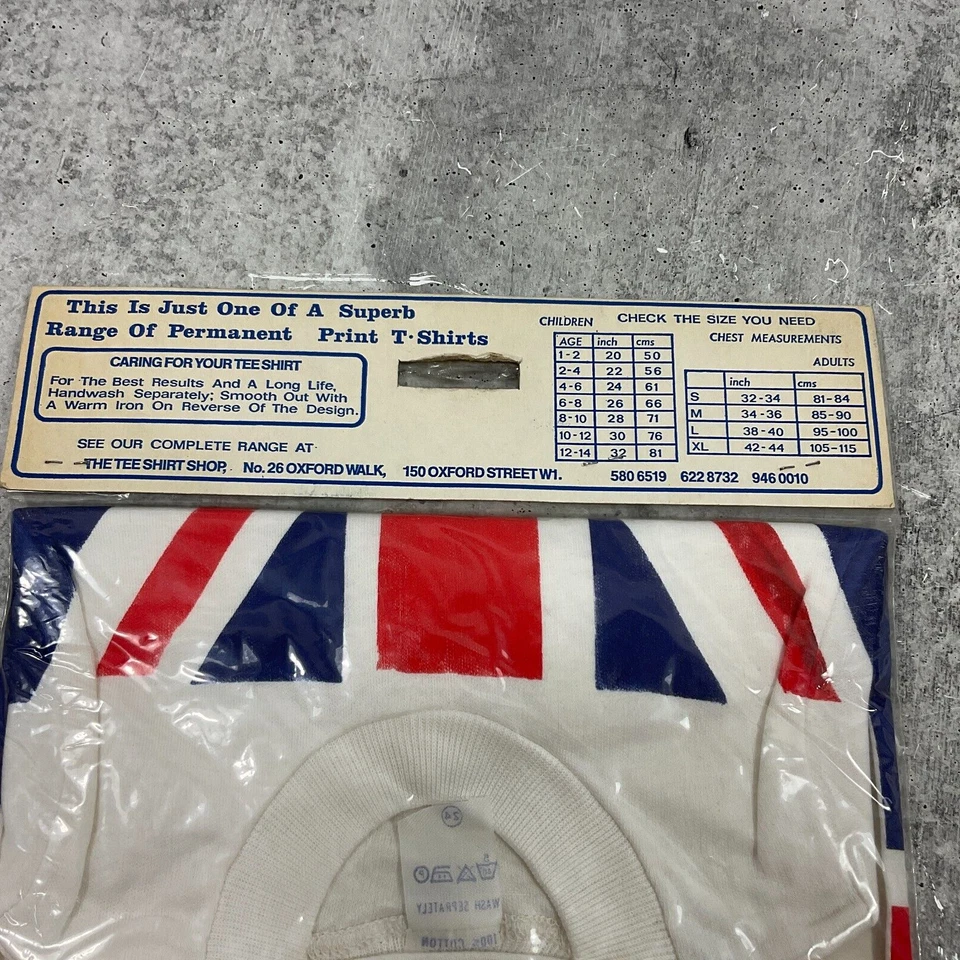 This Is Just One Of A Superb
Range Of Permanent Print T·Shirts
CARING FOR YOUR TEE SHIRT
For The Best Results And A Long Life,
Handwash Separately; Smooth Out With
A Warm Iron On Reverse Of The Design.
SEE OUR COMPLETE RANGE AT·
THE TEE SHIRT SHOP, No. 26 OXFORD WALK, 150 OXFORD STREET W1. 580 6519 622 8732 946 0010
CHECK THE SIZE YOU NEED
CHEST MEASUREMENTS
CHILDREN
AGE inch cms
1-2 20 50
2-4 22 56
4-6 24 61
6-8 26 66
8-10 28 71
10-12 30 76
12-14 32 81
ADULTS
inch cms
S 32-34 81-84
M 34-36 85-90
L 38-40 95-100
XL 42-44 105-115
24
P
WASH SEPRATELY
100% COTTON